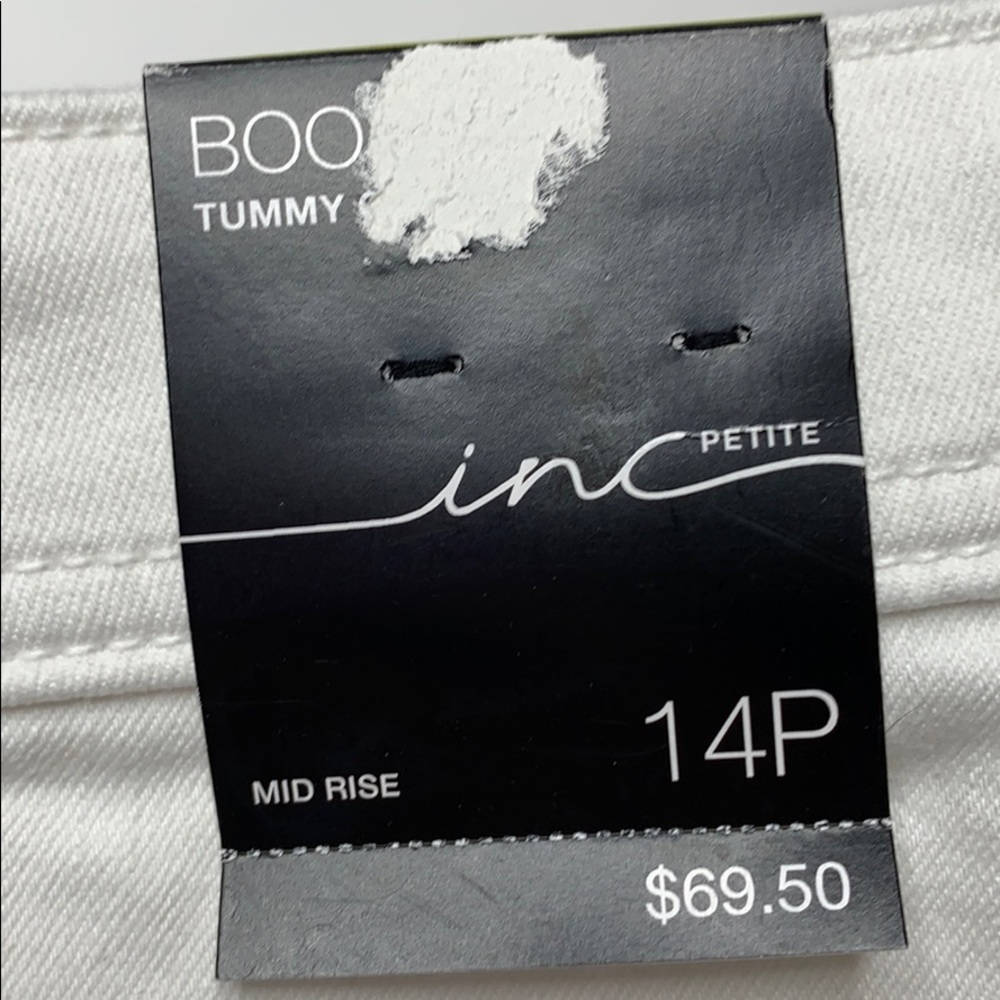 BOO
TUMMY
inc PETITE
14P
MID RISE
$69.50